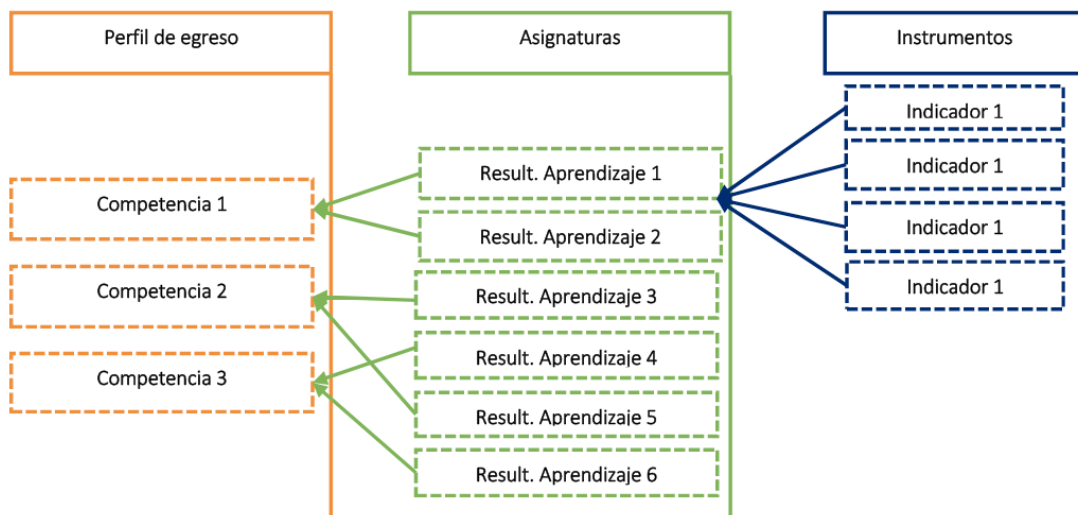 Perfil de egreso
Asignaturas
Instrumentos
Competencia 1
Competencia 2
Competencia 3
Result. Aprendizaje 1
Result. Aprendizaje 2
Result. Aprendizaje 3
Result. Aprendizaje 4
Result. Aprendizaje 5
Result. Aprendizaje 6
Indicador 1
Indicador 1
Indicador 1
Indicador 1